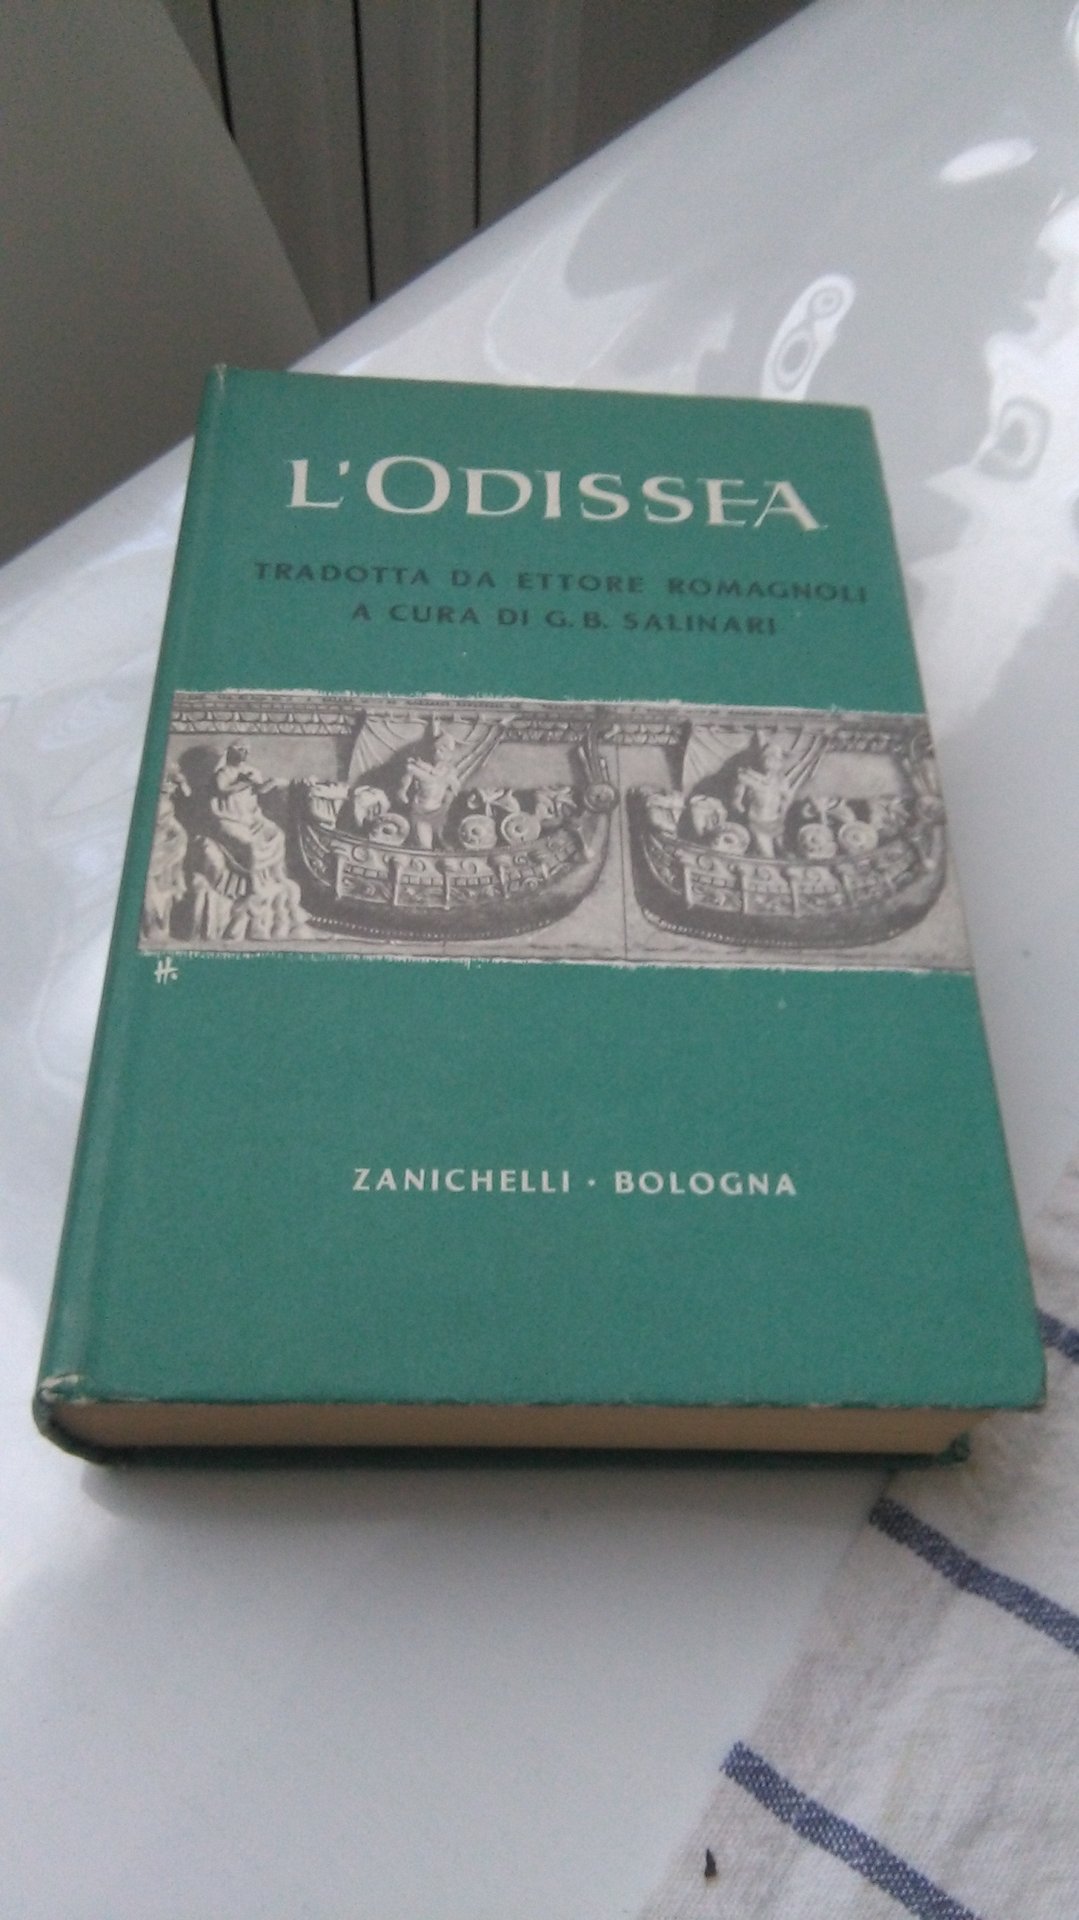 L'ODISSEA
TRADOTTA DA ETTORE ROMAGNOLI
A CURA DI G. B. SALINARI
H.
ZANICHELLI · BOLOGNA